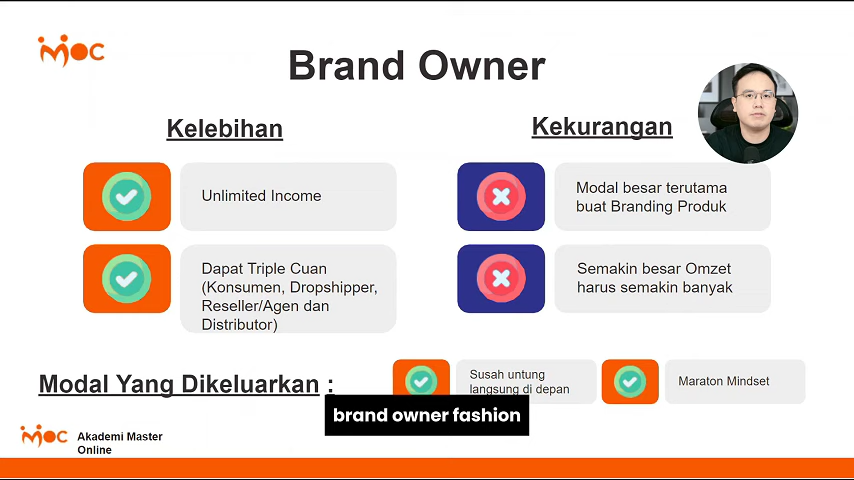 MOC
Brand Owner
Kelebihan
Kekurangan
Unlimited Income
Modal besar terutama
buat Branding Produk
Dapat Triple Cuan
(Konsumen, Dropshipper,
Reseller/Agen dan
Distributor)
Semakin besar Omzet
harus semakin banyak
Modal Yang Dikeluarkan :
Susah untung
langsung di depan
Maraton Mindset
brand owner fashion
MOC
Akademi Master
Online